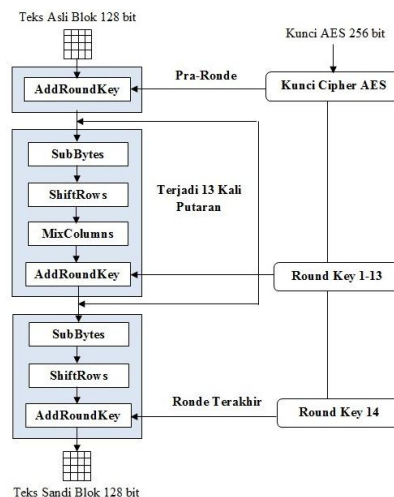 Teks Asli Blok 128 bit
Kunci AES 256 bit
Pra-Ronde
AddRoundKey
Kunci Cipher AES
SubBytes
ShiftRows
Terjadi 13 Kali
Putaran
MixColumns
AddRoundKey
Round Key 1-13
SubBytes
ShiftRows
Ronde Terakhir
AddRoundKey
Round Key 14
Teks Sandi Blok 128 bit